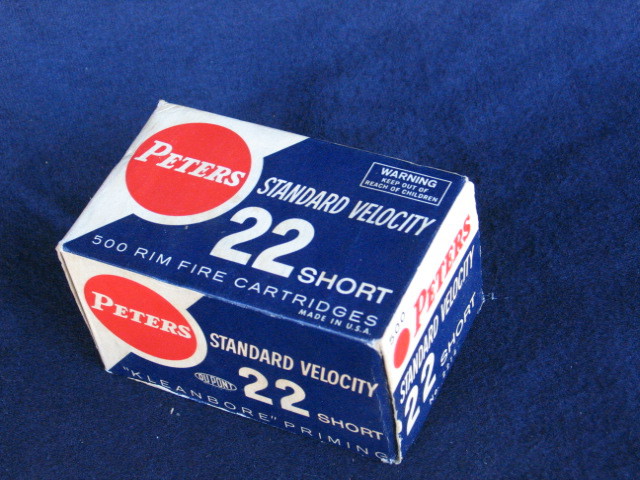 PETERS
STANDARD VELOCITY
22 SHORT
500 RIM FIRE CARTRIDGES
MADE IN U.S.A.
WARNING
KEEP OUT OF
REACH OF CHILDREN
PETERS
STANDARD VELOCITY
DU PONT
22 SHORT
"KLEANBORE" PRIMING
500
PETERS
STANDARD VELOCITY
22 SHORT